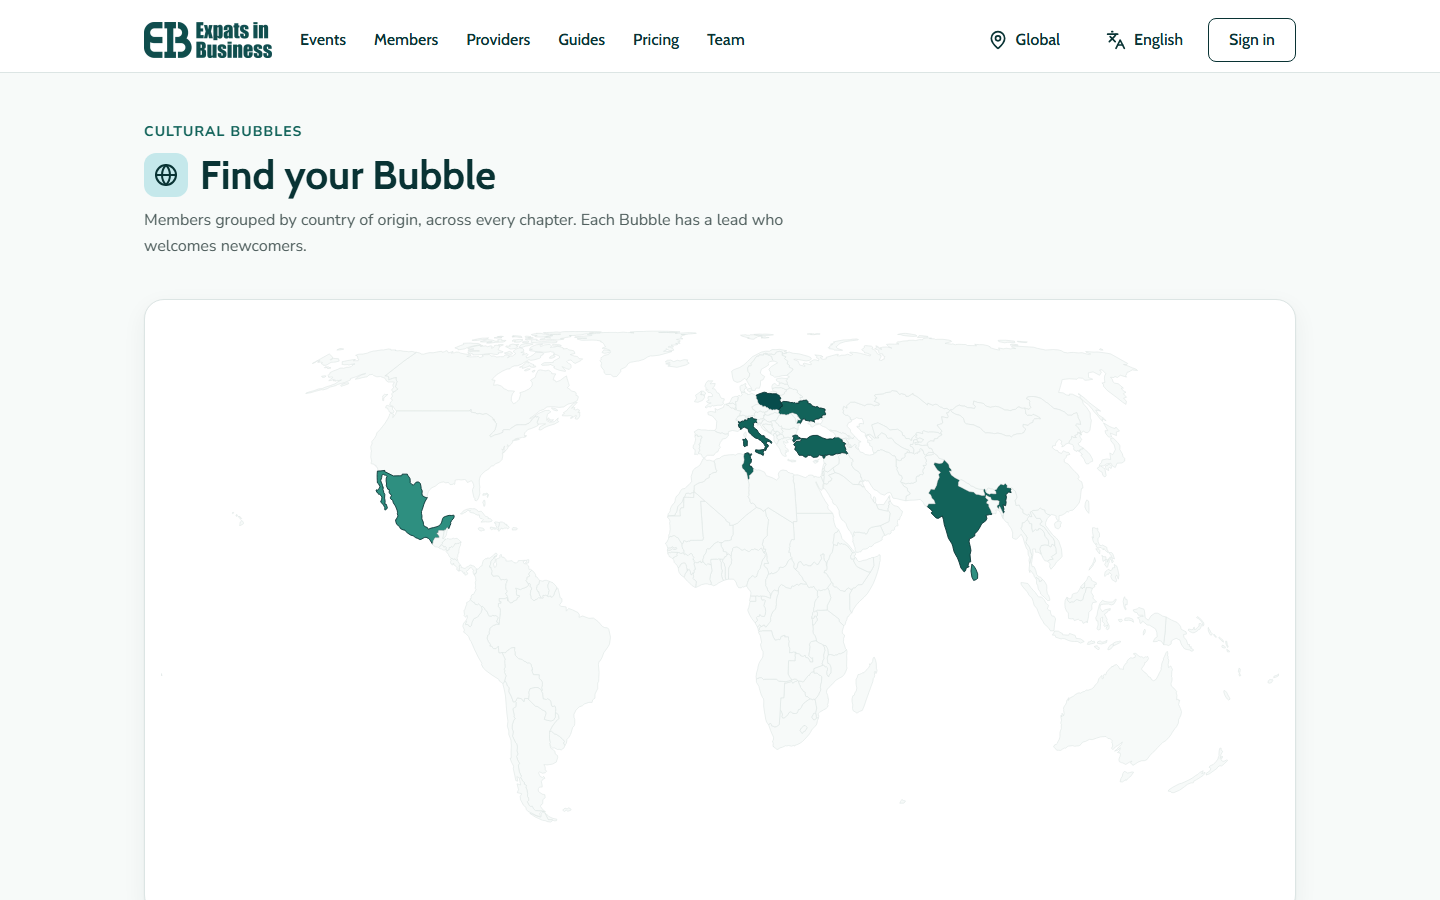 Expats in
Business
Events
Members
Providers
Guides
Pricing
Team
Global
English
Sign in
CULTURAL BUBBLES
Find your Bubble
Members grouped by country of origin, across every chapter. Each Bubble has a lead who
welcomes newcomers.